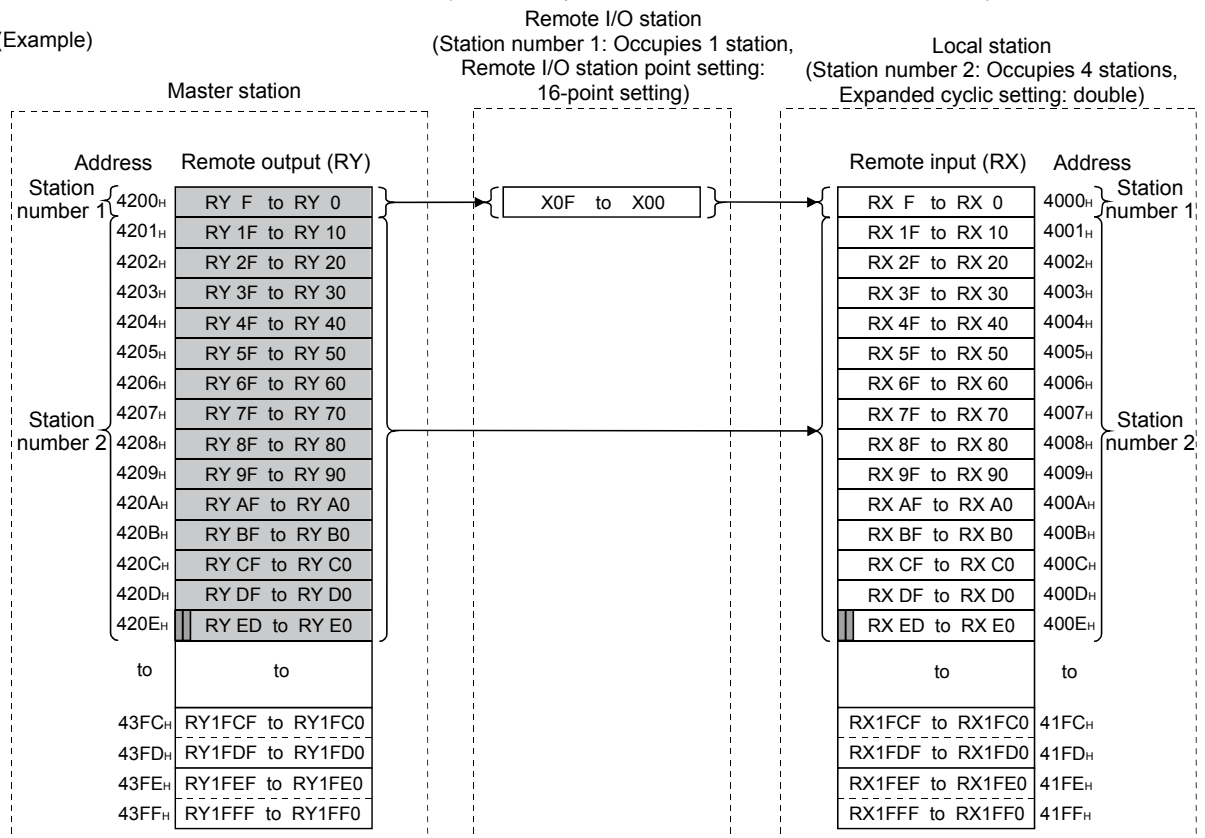 (Example)
Remote I/O station
(Station number 1: Occupies 1 station,
Remote I/O station point setting:
16-point setting)
Local station
(Station number 2: Occupies 4 stations,
Expanded cyclic setting: double)
Master station
Address Remote output (RY)
Remote input (RX) Address
Station
number 1
4200H RY F to RY 0
X0F to X00
RX F to RX 0 4000H
Station
number 1
4201H RY 1F to RY 10 RX 1F to RX 10 4001H
4202H RY 2F to RY 20 RX 2F to RX 20 4002H
4203H RY 3F to RY 30 RX 3F to RX 30 4003H
4204H RY 4F to RY 40 RX 4F to RX 40 4004H
4205H RY 5F to RY 50 RX 5F to RX 50 4005H
4206H RY 6F to RY 60 RX 6F to RX 60 4006H
4207H RY 7F to RY 70 RX 7F to RX 70 4007H
Station
number 2
4208H RY 8F to RY 80 RX 8F to RX 80 4008H
Station
number 2
4209H RY 9F to RY 90 RX 9F to RX 90 4009H
420AH RY AF to RY A0 RX AF to RX A0 400AH
420BH RY BF to RY B0 RX BF to RX B0 400BH
420CH RY CF to RY C0 RX CF to RX C0 400CH
420DH RY DF to RY D0 RX DF to RX D0 400DH
420EH RY ED to RY E0 RX ED to RX E0 400EH
to to to to
43FCH RY1FCF to RY1FC0 RX1FCF to RX1FC0 41FCH
43FDH RY1FDF to RY1FD0 RX1FDF to RX1FD0 41FDH
43FEH RY1FEF to RY1FE0 RX1FEF to RX1FE0 41FEH
43FFH RY1FFF to RY1FF0 RX1FFF to RX1FF0 41FFH